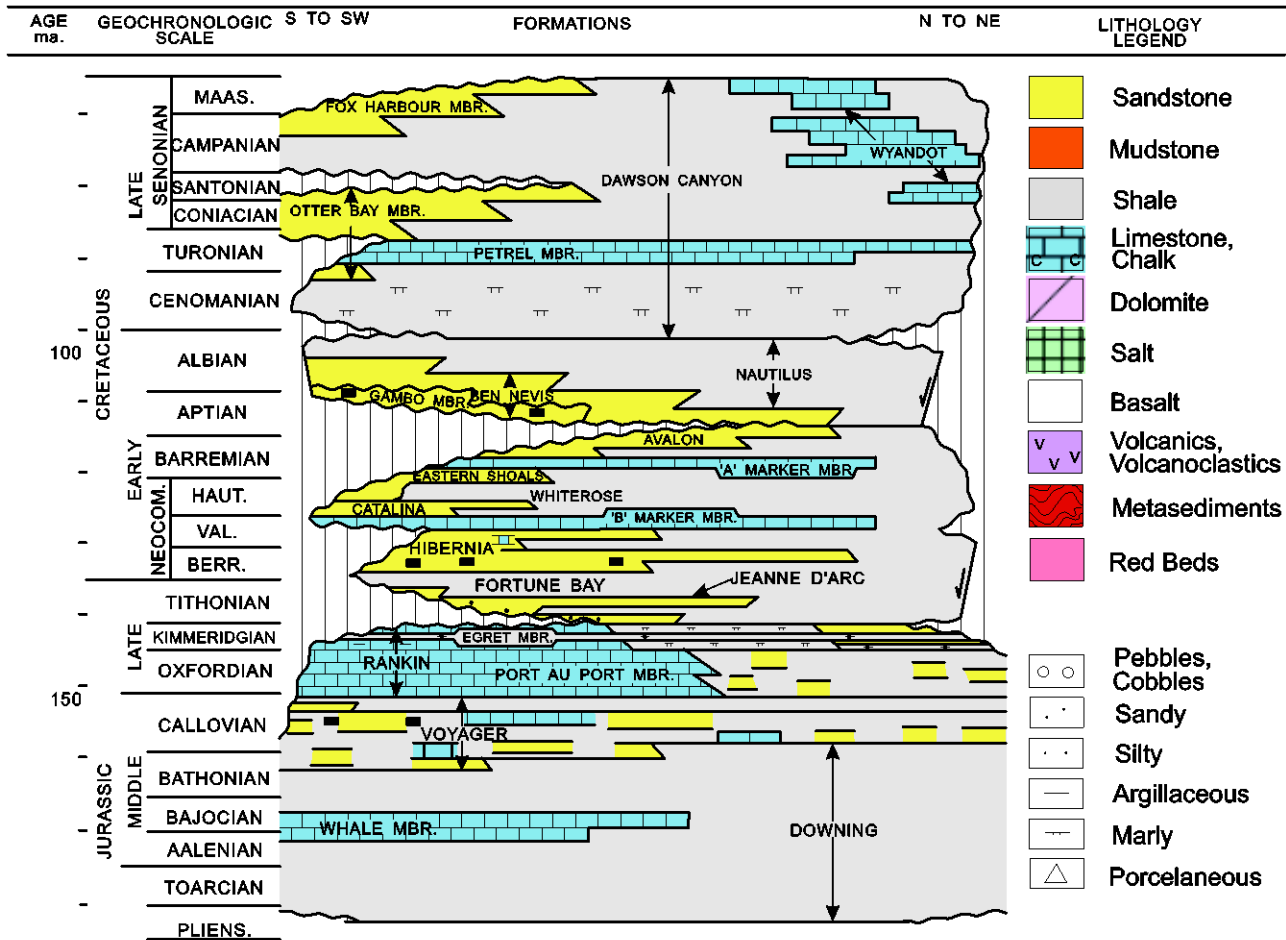 AGE
ma.
GEOCHRONOLOGIC
SCALE
S TO SW
FORMATIONS
N TO NE
LITHOLOGY
LEGEND
100
150
CRETACEOUS
JURASSIC
LATE
SENONIAN
EARLY
NEOCOM.
LATE
MIDDLE
MAAS.
CAMPANIAN
SANTONIAN
CONIACIAN
TURONIAN
CENOMANIAN
ALBIAN
APTIAN
BARREMIAN
HAUT.
VAL.
BERR.
TITHONIAN
KIMMERIDGIAN
OXFORDIAN
CALLOVIAN
BATHONIAN
BAJOCIAN
AALENIAN
TOARCIAN
PLIENS.
FOX HARBOUR MBR.
WYANDOT
DAWSON CANYON
OTTER BAY MBR.
PETREL MBR.
NAUTILUS
GAMBO MBR.
BEN NEVIS
AVALON
'A' MARKER MBR.
EASTERN SHOALS
WHITEROSE
CATALINA
'B' MARKER MBR.
HIBERNIA
FORTUNE BAY
JEANNE D'ARC
EGRET MBR.
RANKIN
PORT AU PORT MBR.
VOYAGER
WHALE MBR.
DOWNING
Sandstone
Mudstone
Shale
Limestone,
Chalk
C C
Dolomite
Salt
Basalt
Volcanics,
Volcanoclastics
V V V
Metasediments
Red Beds
Pebbles,
Cobbles
Sandy
Silty
Argillaceous
Marly
Porcelaneous